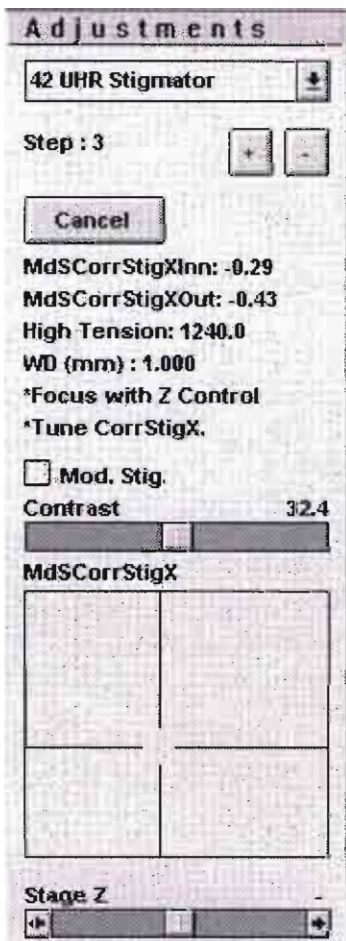 Adjustments
42 UHR Stigmator
Step : 3
+ -
Cancel
MdSCorrStigXInn: -0.29
MdSCorrStigXOut: -0.43
High Tension: 1240.0
WD (mm) : 1.000
*Focus with Z Control
*Tune CorrStigX.
Mod. Stig.
Contrast 32.4
MdSCorrStigX
Stage Z -